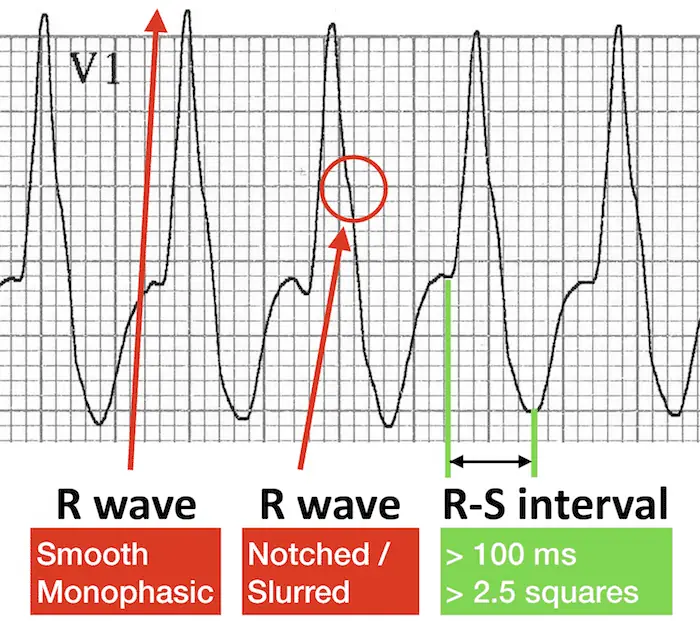 V1
R wave
R wave
R-S interval
Smooth
Monophasic
Notched /
Slurred
> 100 ms
> 2.5 squares